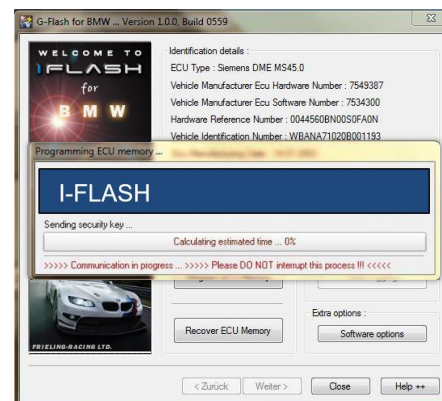 G-Flash for BMW ... Version 1.0.0, Build 0559
WELCOME TO
IFLASH
for
BMW
Identification details :
ECU Type : Siemens DME MS45.0
Vehicle Manufacturer Ecu Hardware Number : 7549387
Vehicle Manufacturer Ecu Software Number : 7534300
Hardware Reference Number : 0044560BN00S0FA0N
Vehicle Identification Number : WBANA71020B001193
Programming ECU memory ...
I-FLASH
Sending security key ...
Calculating estimated time ... 0%
>>>>> Communication in progress ... >>>>> Please DO NOT interrupt this process !!! <<<<<
Recover ECU Memory
Extra options :
Software options
FRIELING-RACING LTD.
< Zurück
Weiter >
Close
Help ++